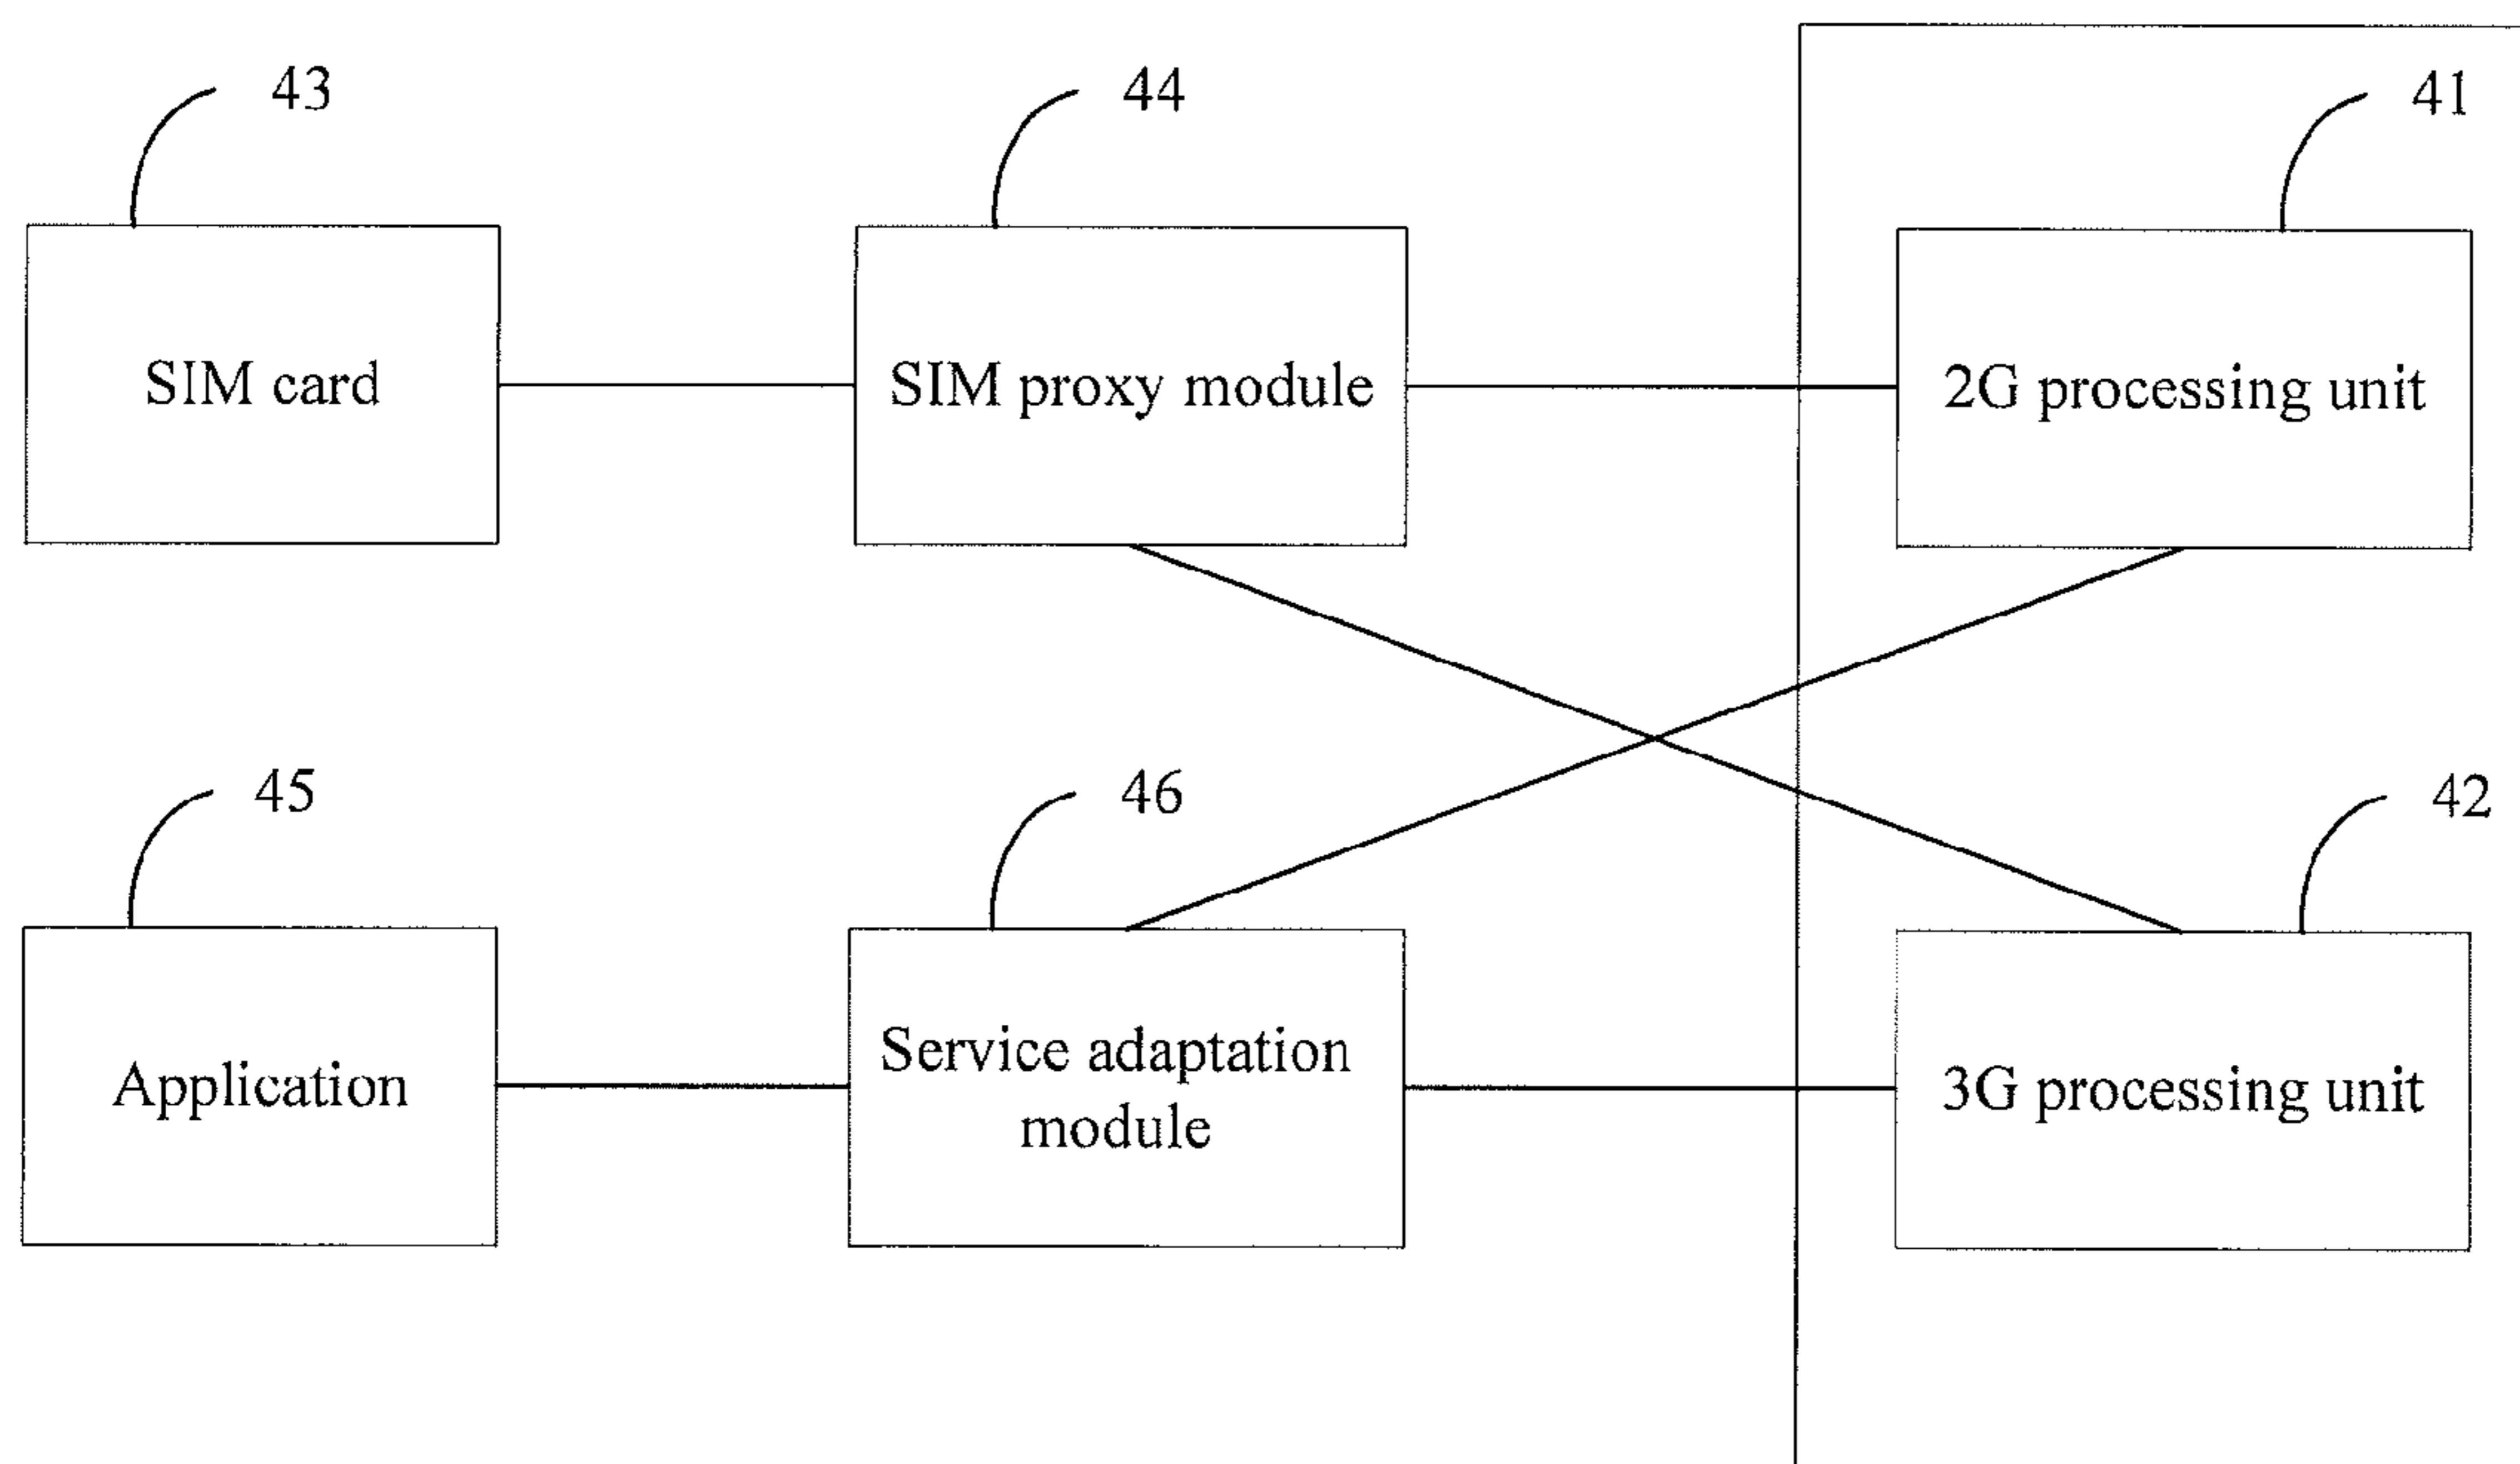 43
44
41
SIM card
SIM proxy module
2G processing unit
45
46
42
Application
Service adaptation
module
3G processing unit